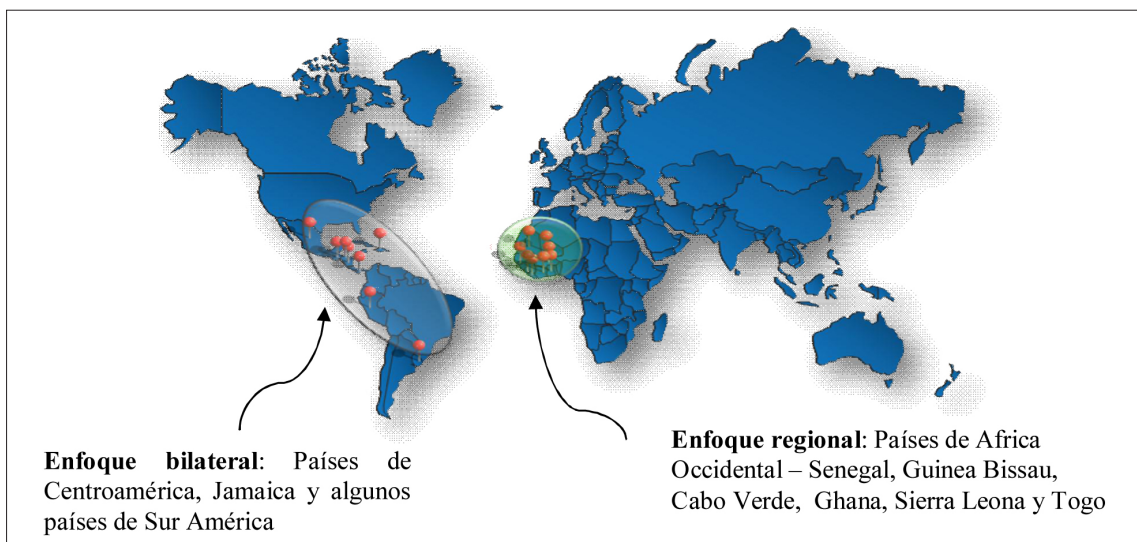 Enfoque bilateral: Países de
Centroamérica, Jamaica y algunos
países de Sur América
Enfoque regional: Países de Africa
Occidental – Senegal, Guinea Bissau,
Cabo Verde, Ghana, Sierra Leona y Togo